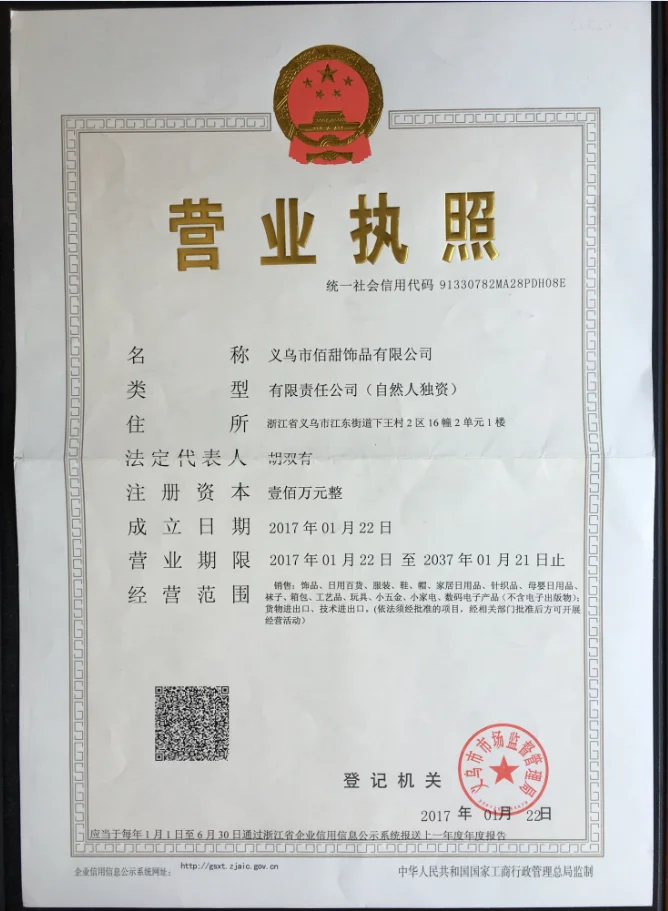 营业执照
统一社会信用代码 91330782MA28PDH08E
名称 义乌市佰甜饰品有限公司
类型 有限责任公司（自然人独资）
住所 浙江省义乌市江东街道下王村2区16幢2单元1楼
法定代表人 胡双有
注册资本 壹佰万元整
成立日期 2017年01月22日
营业期限 2017年01月22日 至 2037年01月21日止
经营范围 销售：饰品、日用百货、服装、鞋、帽、家居日用品、针织品、母婴日用品、
袜子、箱包、工艺品、玩具、小五金、小家电、数码电子产品（不含电子出版物）；
货物进出口、技术进出口。(依法须经批准的项目，经相关部门批准后方可开展
经营活动）
义乌市市场监督管理局
登记机关
2017 年 01月 22日
应当于每年1月1日至6月30日通过浙江省企业信用信息公示系统报送上一年度年度报告
企业信用信息公示系统网址： http://gsxt.zjaic.gov.cn
中华人民共和国国家工商行政管理总局监制